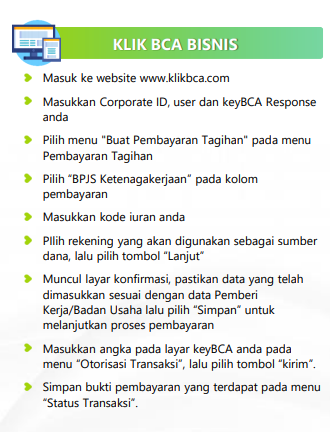 KLIK BCA BISNIS
Masuk ke website www.klikbca.com
Masukkan Corporate ID, user dan keyBCA Response
anda
Pilih menu "Buat Pembayaran Tagihan" pada menu
Pembayaran Tagihan
Pilih "BPJS Ketenagakerjaan" pada kolom
pembayaran
Masukkan kode iuran anda
PIlih rekening yang akan digunakan sebagai sumber
dana, lalu pilih tombol "Lanjut"
Muncul layar konfirmasi, pastikan data yang telah
dimasukkan sesuai dengan data Pemberi
Kerja/Badan Usaha lalu pilih "Simpan" untuk
melanjutkan proses pembayaran
Masukkan angka pada layar keyBCA anda pada
menu "Otorisasi Transaksi", lalu pilih tombol "kirim".
Simpan bukti pembayaran yang terdapat pada menu
"Status Transaksi".